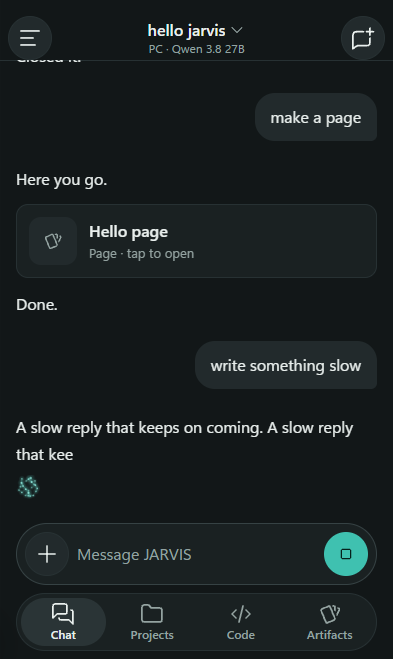 hello jarvis
PC · Qwen 3.8 27B
Closed it.
make a page
Here you go.
Hello page
Page · tap to open
Done.
write something slow
A slow reply that keeps on coming. A slow reply
that kee
Message JARVIS
Chat
Projects
Code
Artifacts